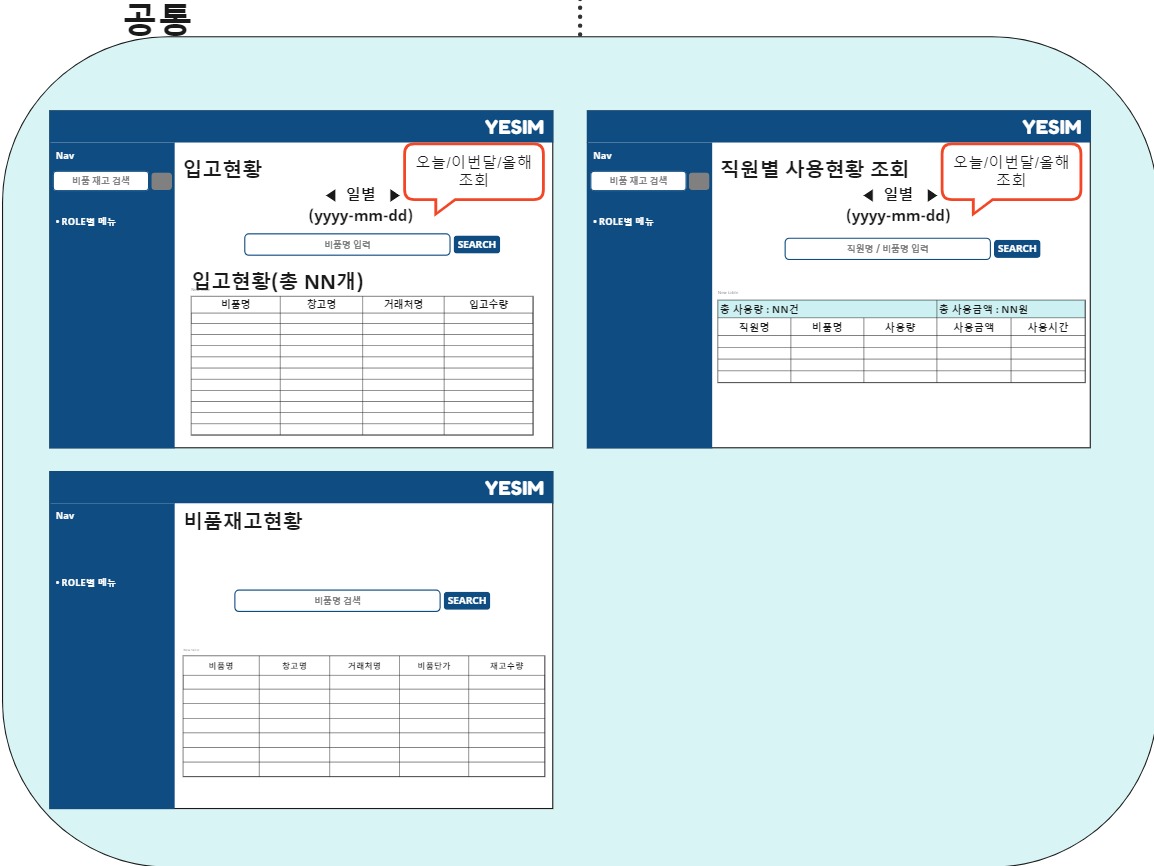 공통
YESIM
Nav
비품 재고 검색
• ROLE별 메뉴
입고현황
오늘/이번달/올해
조회
◀ 일별 ▶
(yyyy-mm-dd)
비품명 입력
SEARCH
입고현황(총 NN개)
비품명 창고명 거래처명 입고수량
YESIM
Nav
비품 재고 검색
• ROLE별 메뉴
직원별 사용현황 조회
오늘/이번달/올해
조회
◀ 일별 ▶
(yyyy-mm-dd)
직원명 / 비품명 입력
SEARCH
총 사용량 : NN건 총 사용금액 : NN원
직원명 비품명 사용량 사용금액 사용시간
YESIM
Nav
• ROLE별 메뉴
비품재고현황
비품명 검색
SEARCH
비품명 창고명 거래처명 비품단가 재고수량